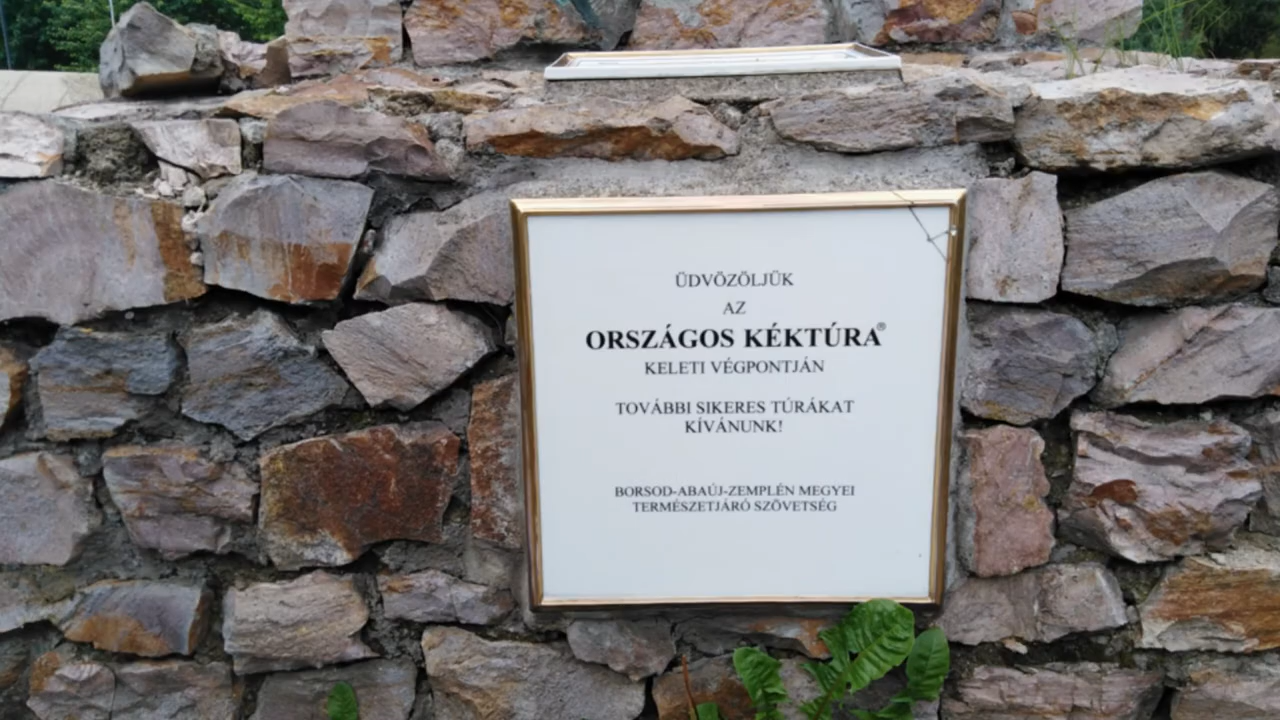 ÜDVÖZÖLJÜK
AZ
ORSZÁGOS KÉKTÚRA®
KELETI VÉGPONTJÁN
TOVÁBBI SIKERES TÚRÁKAT
KÍVÁNUNK!
BORSOD-ABAÚJ-ZEMPLÉN MEGYEI
TERMÉSZETJÁRÓ SZÖVETSÉG